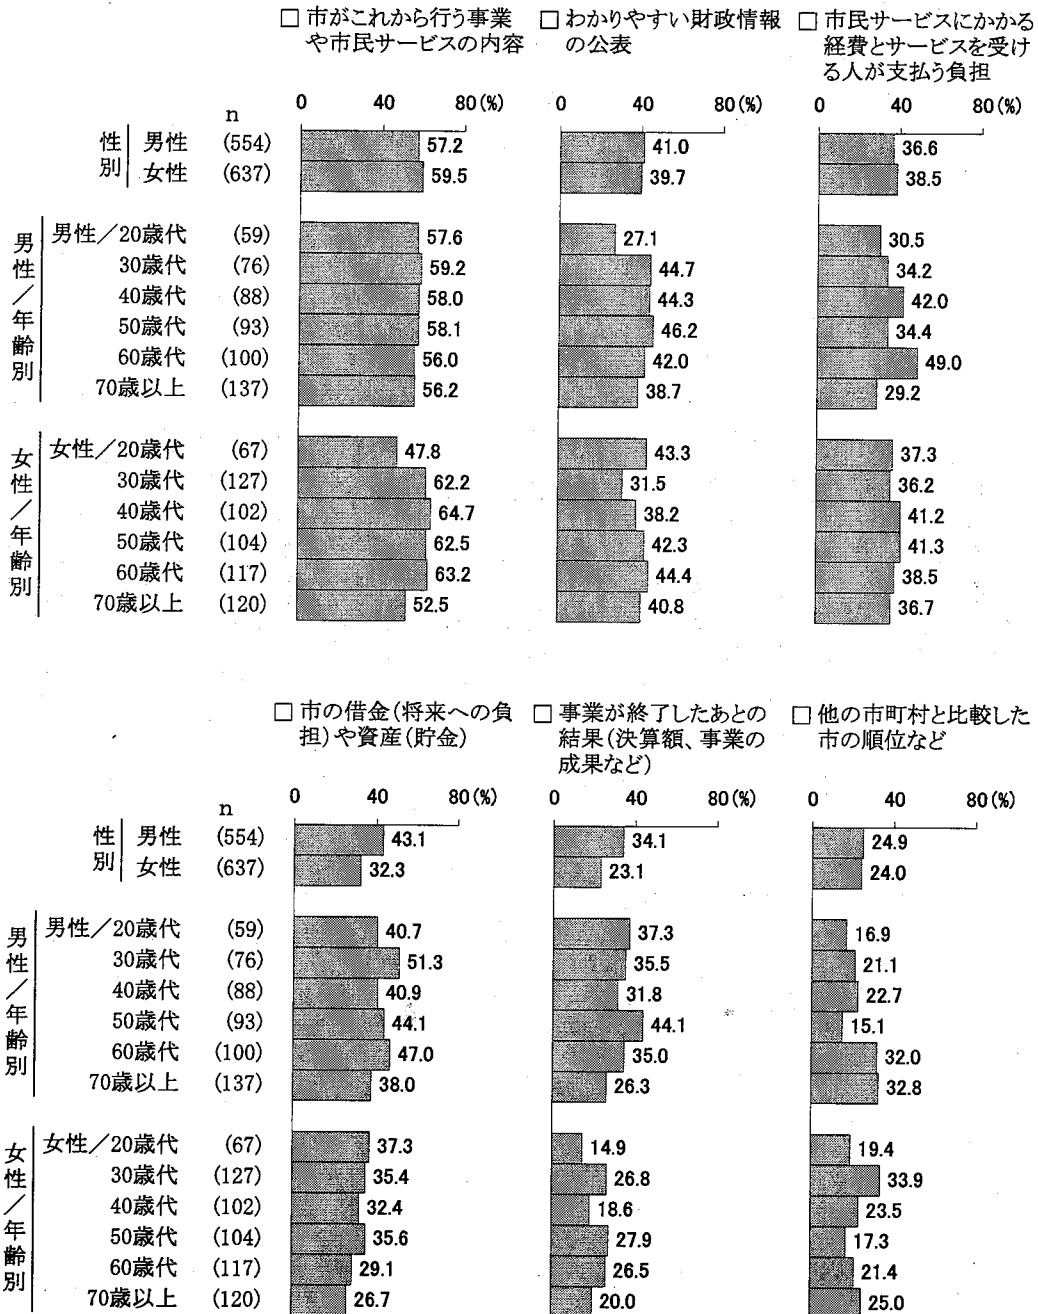 □ 市がこれから行う事業や市民サービスの内容
□ わかりやすい財政情報の公表
□ 市民サービスにかかる経費とサービスを受ける人が支払う負担
n 0 40 80(%) 0 40 80(%) 0 40 80(%)
性別
男性 (554) 57.2 41.0 36.6
女性 (637) 59.5 39.7 38.5
男性/年齢別
男性/20歳代 (59) 57.6 27.1 30.5
30歳代 (76) 59.2 44.7 34.2
40歳代 (88) 58.0 44.3 42.0
50歳代 (93) 58.1 46.2 34.4
60歳代 (100) 56.0 42.0 49.0
70歳以上 (137) 56.2 38.7 29.2
女性/年齢別
女性/20歳代 (67) 47.8 43.3 37.3
30歳代 (127) 62.2 31.5 36.2
40歳代 (102) 64.7 38.2 41.2
50歳代 (104) 62.5 42.3 41.3
60歳代 (117) 63.2 44.4 38.5
70歳以上 (120) 52.5 40.8 36.7
□ 市の借金(将来への負担)や資産(貯金)
□ 事業が終了したあとの結果(決算額、事業の成果など)
□ 他の市町村と比較した市の順位など
n 0 40 80(%) 0 40 80(%) 0 40 80(%)
性別
男性 (554) 43.1 34.1 24.9
女性 (637) 32.3 23.1 24.0
男性/年齢別
男性/20歳代 (59) 40.7 37.3 16.9
30歳代 (76) 51.3 35.5 21.1
40歳代 (88) 40.9 31.8 22.7
50歳代 (93) 44.1 44.1 15.1
60歳代 (100) 47.0 35.0 32.0
70歳以上 (137) 38.0 26.3 32.8
女性/年齢別
女性/20歳代 (67) 37.3 14.9 19.4
30歳代 (127) 35.4 26.8 33.9
40歳代 (102) 32.4 18.6 23.5
50歳代 (104) 35.6 27.9 17.3
60歳代 (117) 29.1 26.5 21.4
70歳以上 (120) 26.7 20.0 25.0